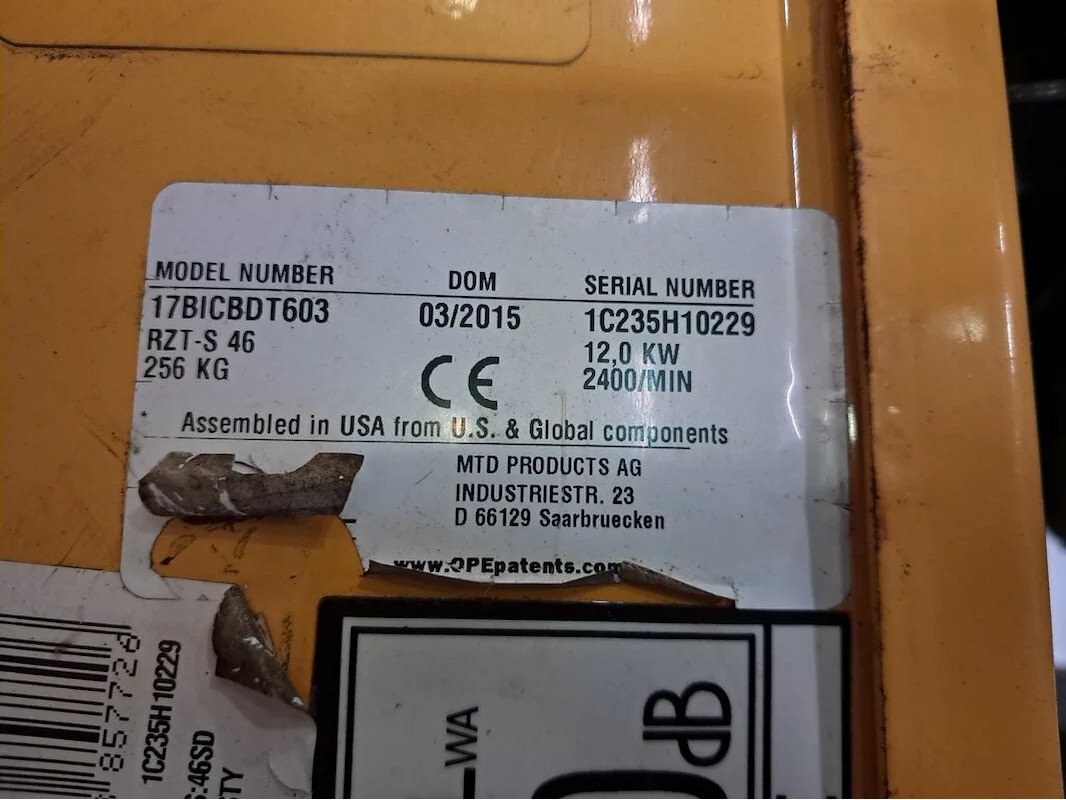 MODEL NUMBER DOM SERIAL NUMBER
17BICBDT603 03/2015 1C235H10229
RZT-S 46 12,0 KW
256 KG CE 2400/MIN
Assembled in USA from U.S. & Global components
MTD PRODUCTS AG
INDUSTRIESTR. 23
D 66129 Saarbruecken
www.OPEpatents.com
857728
1C235H10229
:46SD
TY
WA
dB